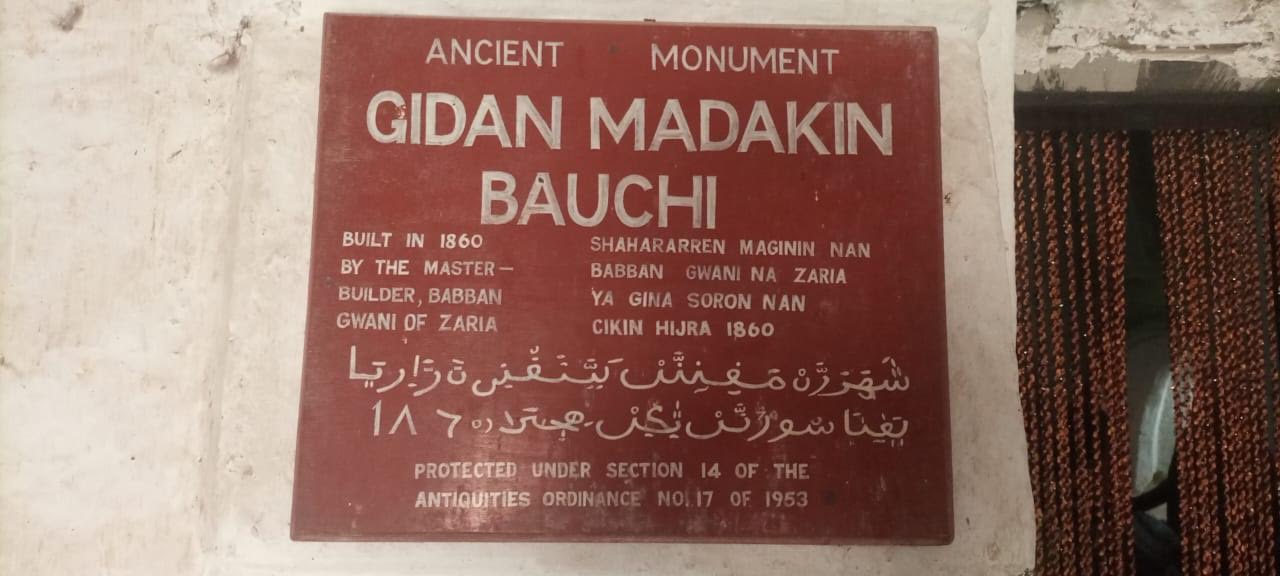 ANCIENT MONUMENT
GIDAN MADAKIN
BAUCHI
BUILT IN 1860
BY THE MASTER-
BUILDER, BABBAN
GWANI OF ZARIA
SHAHARARREN MAGININ NAN
BABBAN GWANI NA ZARIA
YA GINA SORON NAN
CIKIN HIJRA 1860
شَهَرَرَّنْ مَغِنِنَّنْ
PROTECTED UNDER SECTION 14 OF THE
ANTIQUITIES ORDINANCE NO. 17 OF 1953